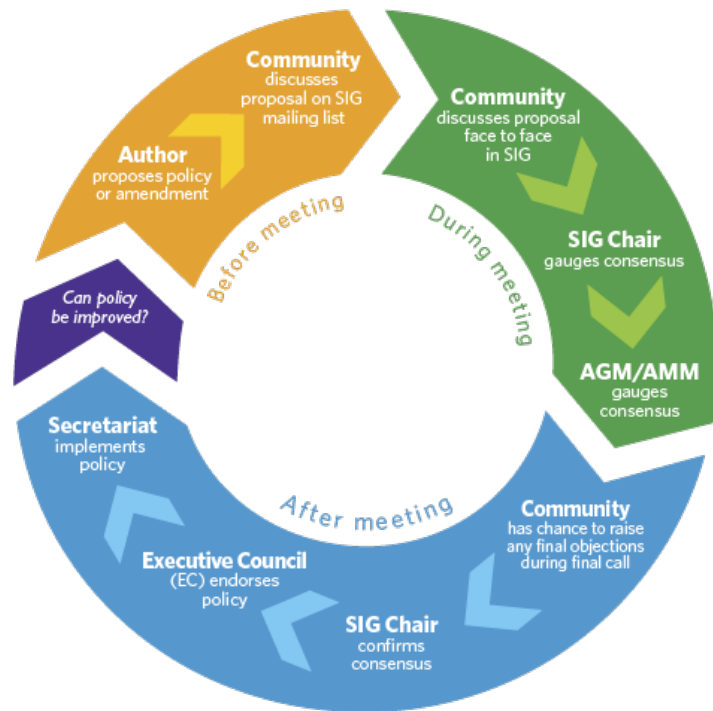 Community
discusses
proposal on SIG
mailing list
Author
proposes policy
or amendment
Before meeting
Community
discusses proposal
face to face
in SIG
SIG Chair
gauges consensus
AGM/AMM
gauges
consensus
During meeting
Community
has chance to raise
any final objections
during final call
SIG Chair
confirms
consensus
Executive Council
(EC) endorses
policy
Secretariat
implements
policy
After meeting
Can policy
be improved?